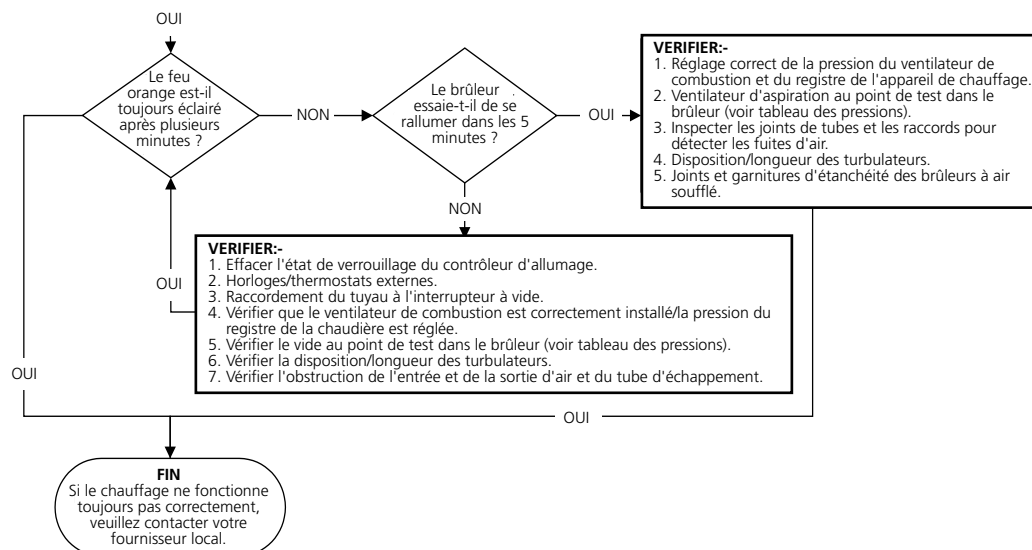 OUI
Le feu
orange est-il
toujours éclairé
après plusieurs
minutes ?
NON
Le brûleur
essaie-t-il de se
rallumer dans les 5
minutes ?
OUI
VERIFIER:-
1. Réglage correct de la pression du ventilateur de
combustion et du registre de l'appareil de chauffage.
2. Ventilateur d'aspiration au point de test dans le
brûleur (voir tableau des pressions).
3. Inspecter les joints de tubes et les raccords pour
détecter les fuites d'air.
4. Disposition/longueur des turbulateurs.
5. Joints et garnitures d'étanchéité des brûleurs à air
soufflé.
NON
VERIFIER:-
1. Effacer l'état de verrouillage du contrôleur d'allumage.
2. Horloges/thermostats externes.
3. Raccordement du tuyau à l'interrupteur à vide.
4. Vérifier que le ventilateur de combustion est correctement installé/la pression du
registre de la chaudière est réglée.
5. Vérifier le vide au point de test dans le brûleur (voir tableau des pressions).
6. Vérifier la disposition/longueur des turbulateurs.
7. Vérifier l'obstruction de l'entrée et de la sortie d'air et du tube d'échappement.
OUI
OUI
OUI
FIN
Si le chauffage ne fonctionne
toujours pas correctement,
veuillez contacter votre
fournisseur local.